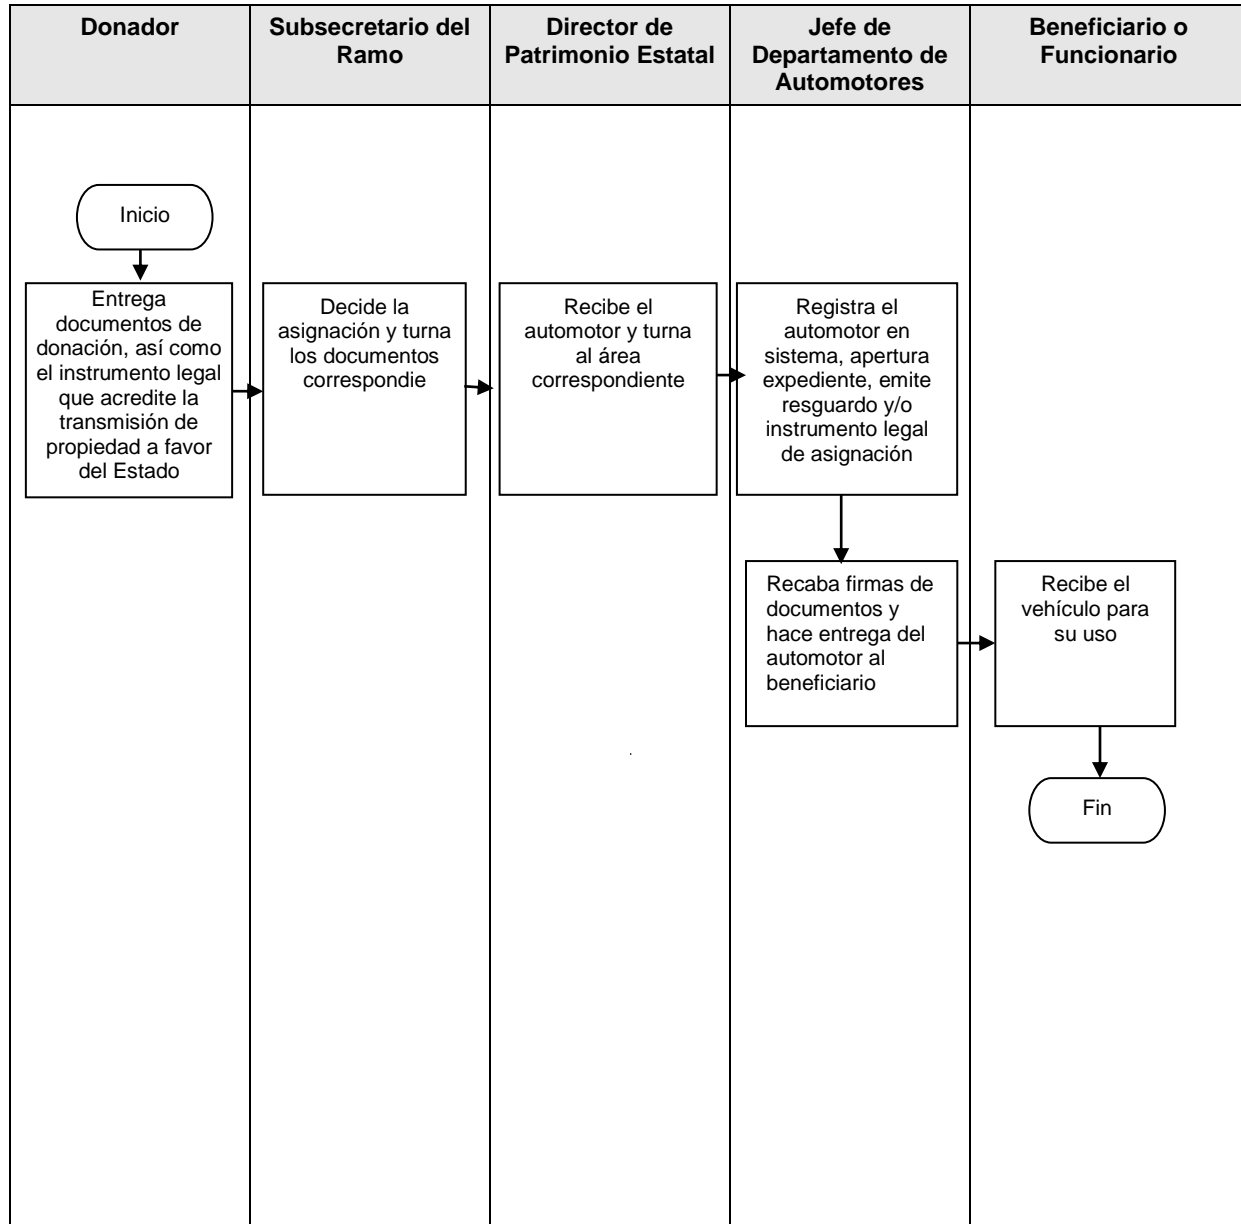 Donador
Subsecretario del
Ramo
Director de
Patrimonio Estatal
Jefe de
Departamento de
Automotores
Beneficiario o
Funcionario
Inicio
Entrega
documentos de
donación, así como
el instrumento legal
que acredite la
transmisión de
propiedad a favor
del Estado
Decide la
asignación y turna
los documentos
correspondie
Recibe el
automotor y turna
al área
correspondiente
Registra el
automotor en
sistema, apertura
expediente, emite
resguardo y/o
instrumento legal
de asignación
Recaba firmas de
documentos y
hace entrega del
automotor al
beneficiario
Recibe el
vehículo para
su uso
Fin